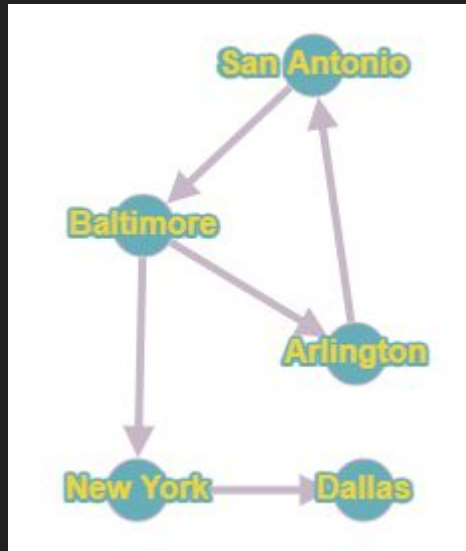 San Antonio
Baltimore
Arlington
New York
Dallas